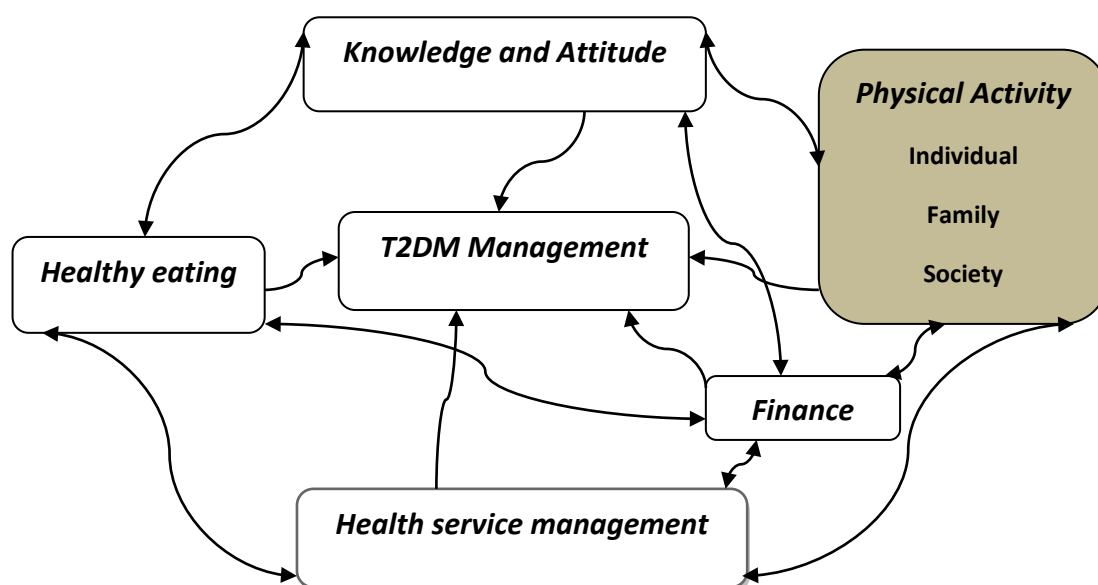 Knowledge and Attitude
Physical Activity
Individual
Family
Society
T2DM Management
Healthy eating
Finance
Health service management